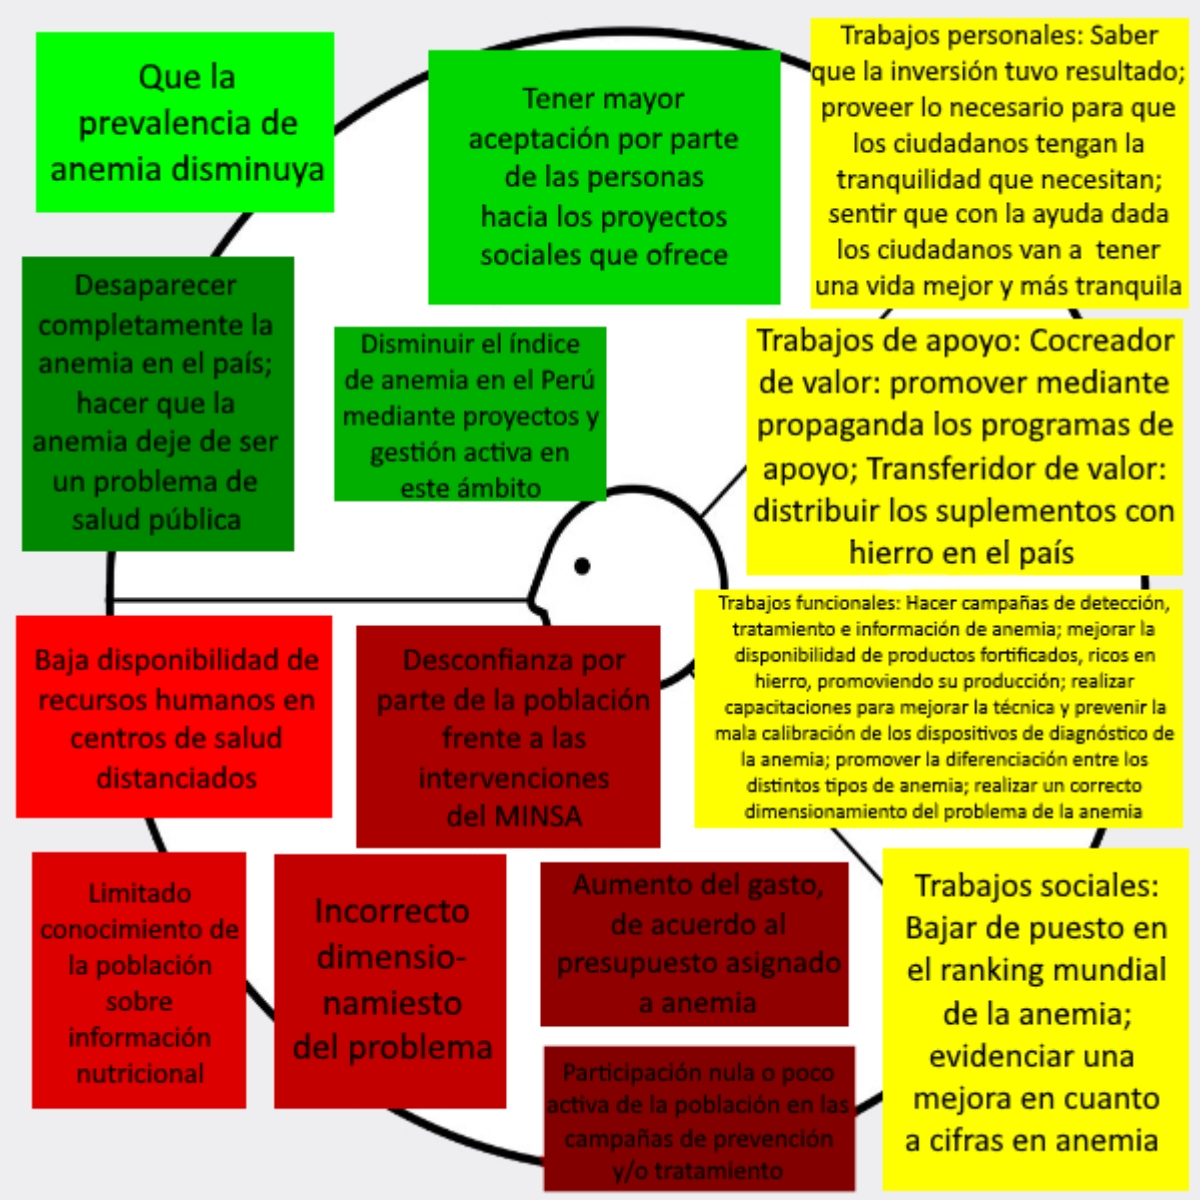 Que la
prevalencia de
anemia disminuya
Tener mayor
aceptación por parte
de las personas
hacia los proyectos
sociales que ofrece
Trabajos personales: Saber
que la inversión tuvo resultado;
proveer lo necesario para que
los ciudadanos tengan la
tranquilidad que necesitan;
sentir que con la ayuda dada
los ciudadanos van a tener
una vida mejor y más tranquila
Desaparecer
completamente la
anemia en el país;
hacer que la
anemia deje de ser
un problema de
salud pública
Disminuir el índice
de anemia en el Perú
mediante proyectos y
gestión activa en
este ámbito
Trabajos de apoyo: Cocreador
de valor: promover mediante
propaganda los programas de
apoyo; Transferidor de valor:
distribuir los suplementos con
hierro en el país
Trabajos funcionales: Hacer campañas de detección,
tratamiento e información de anemia; mejorar la
disponibilidad de productos fortificados, ricos en
hierro, promoviendo su producción; realizar
capacitaciones para mejorar la técnica y prevenir la
mala calibración de los dispositivos de diagnóstico de
la anemia; promover la diferenciación entre los
distintos tipos de anemia; realizar un correcto
dimensionamiento del problema de la anemia
Baja disponibilidad de
recursos humanos en
centros de salud
distanciados
Desconfianza por
parte de la población
frente a las
intervenciones
del MINSA
Limitado
conocimiento de
la población
sobre
información
nutricional
Incorrecto
dimensio-
namiesto
del problema
Aumento del gasto,
de acuerdo al
presupuesto asignado
a anemia
Participación nula o poco
activa de la población en las
campañas de prevención
y/o tratamiento
Trabajos sociales:
Bajar de puesto en
el ranking mundial
de la anemia;
evidenciar una
mejora en cuanto
a cifras en anemia